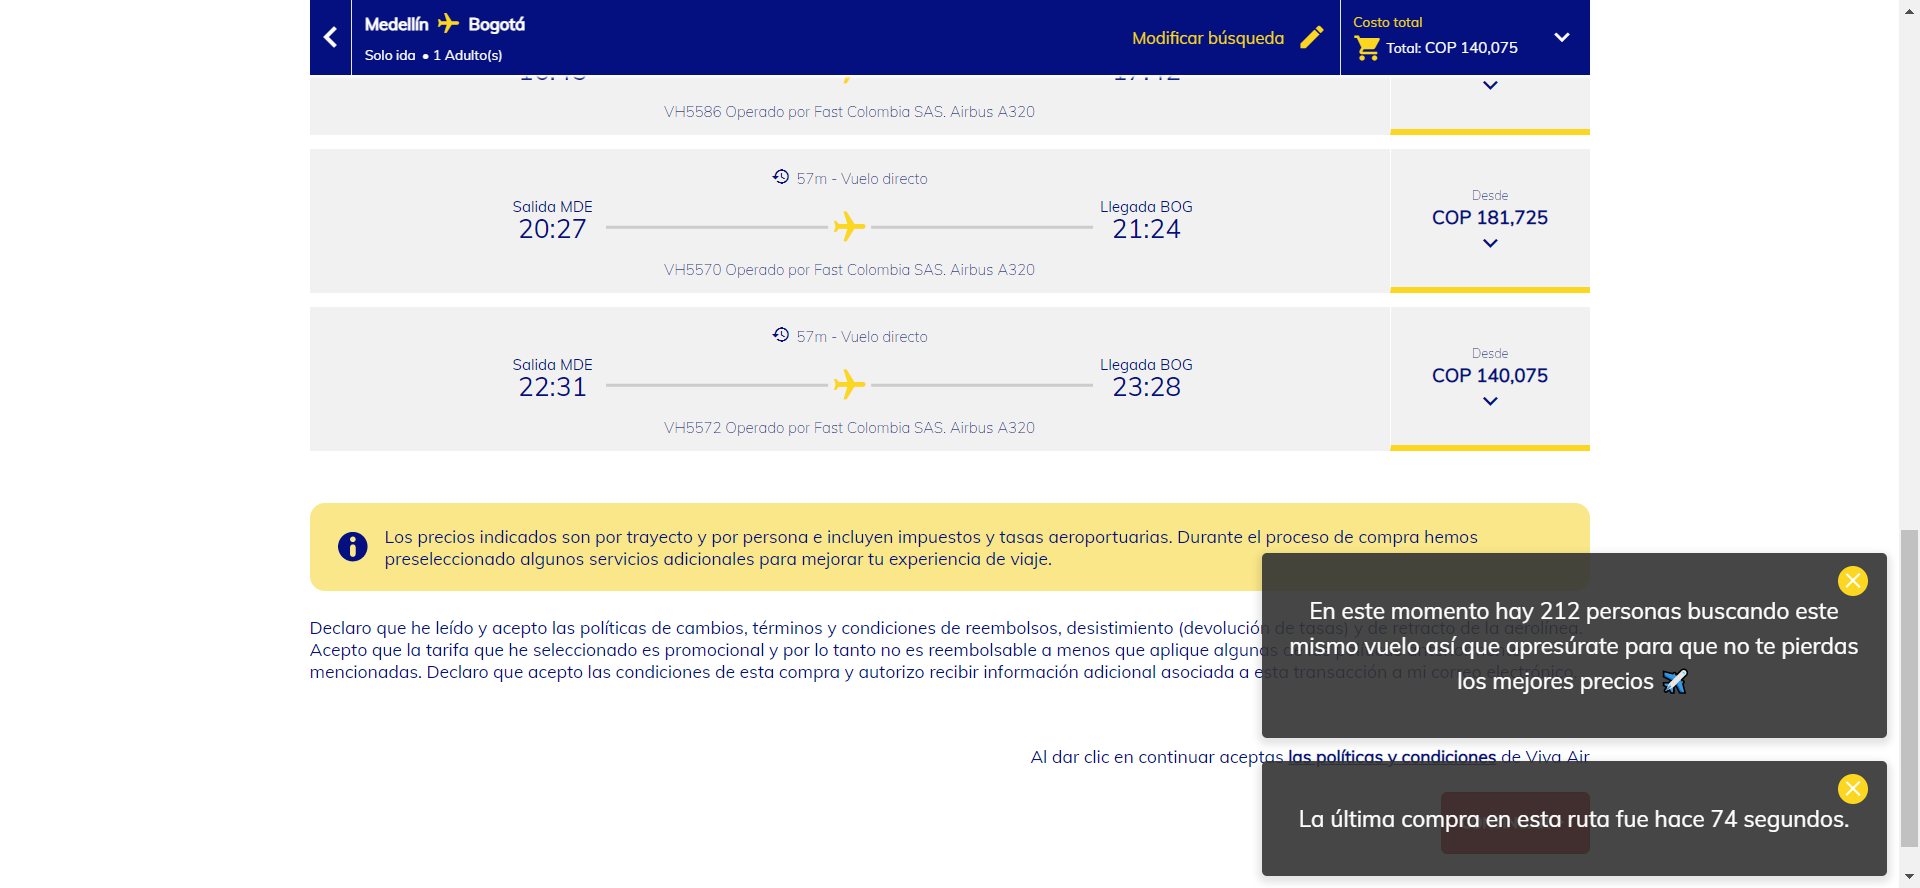 Medellín Bogotá
Solo ida • 1 Adulto(s)
Modificar búsqueda
Costo total
Total: COP 140,075
VH5586 Operado por Fast Colombia SAS. Airbus A320
57m - Vuelo directo
Salida MDE
20:27
Llegada BOG
21:24
VH5570 Operado por Fast Colombia SAS. Airbus A320
Desde
COP 181,725
57m - Vuelo directo
Salida MDE
22:31
Llegada BOG
23:28
VH5572 Operado por Fast Colombia SAS. Airbus A320
Desde
COP 140,075
Los precios indicados son por trayecto y por persona e incluyen impuestos y tasas aeroportuarias. Durante el proceso de compra hemos
preseleccionado algunos servicios adicionales para mejorar tu experiencia de viaje.
Declaro que he leído y acepto las políticas de cambios, términos y condiciones de reembolsos, desistimiento (devolución de tasas) y de retracto de la aerolínea.
Acepto que la tarifa que he seleccionado es promocional y por lo tanto no es reembolsable a menos que aplique algunas
mencionadas. Declaro que acepto las condiciones de esta compra y autorizo recibir información adicional asociada a esta transacción a mi correo electrónico.
Al dar clic en continuar aceptas las políticas y condiciones de Viva Air
En este momento hay 212 personas buscando este
mismo vuelo así que apresúrate para que no te pierdas
los mejores precios
La última compra en esta ruta fue hace 74 segundos.